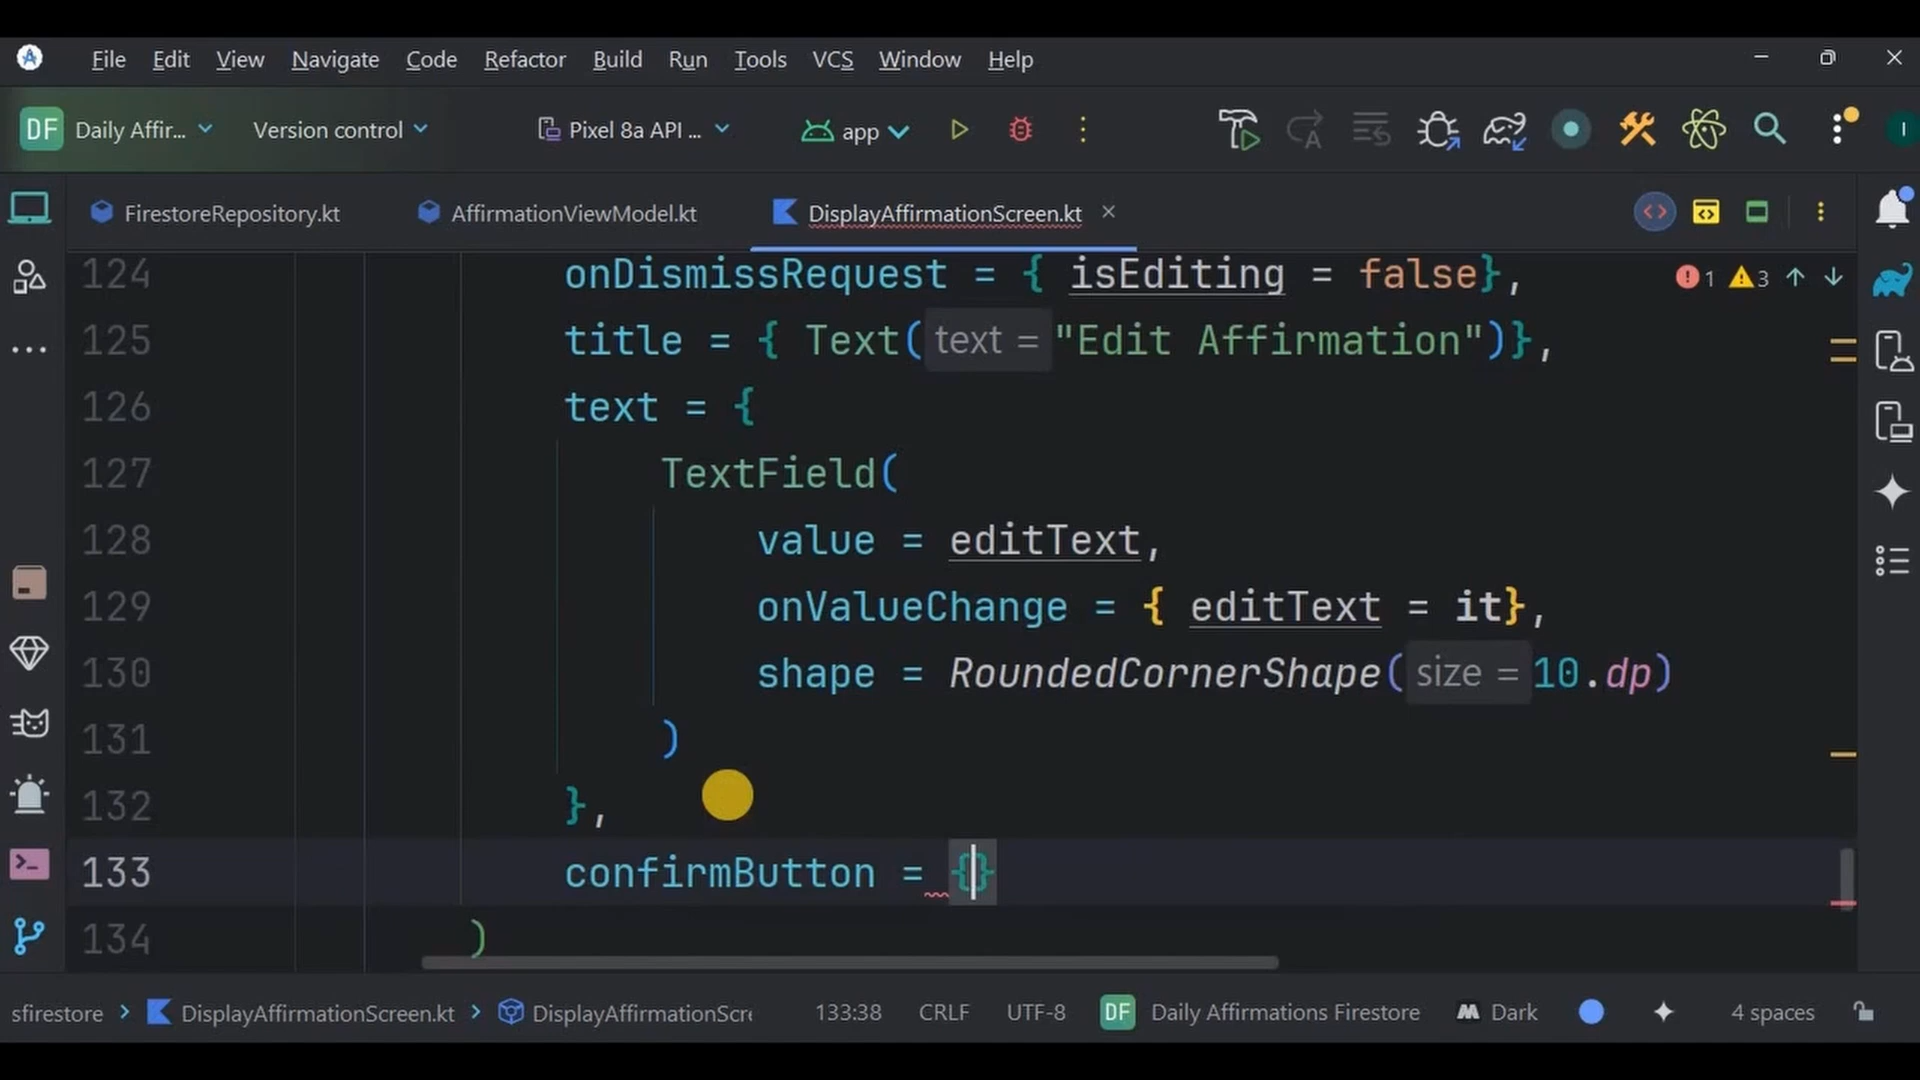 File Edit View Navigate Code Refactor Build Run Tools VCS Window Help
DF Daily Affir... Version control Pixel 8a API ... app I
FirestoreRepository.kt AffirmationViewModel.kt DisplayAffirmationScreen.kt
124 onDismissRequest = { isEditing = false}, 1 3
125 title = { Text( text = "Edit Affirmation")},
126 text = {
127 TextField(
128 value = editText,
129 onValueChange = { editText = it},
130 shape = RoundedCornerShape( size = 10.dp)
131 )
132 },
133 confirmButton = {}
134 )
sfirestore DisplayAffirmationScreen.kt DisplayAffirmationScre 133:38 CRLF UTF-8 DF Daily Affirmations Firestore M Dark 4 spaces